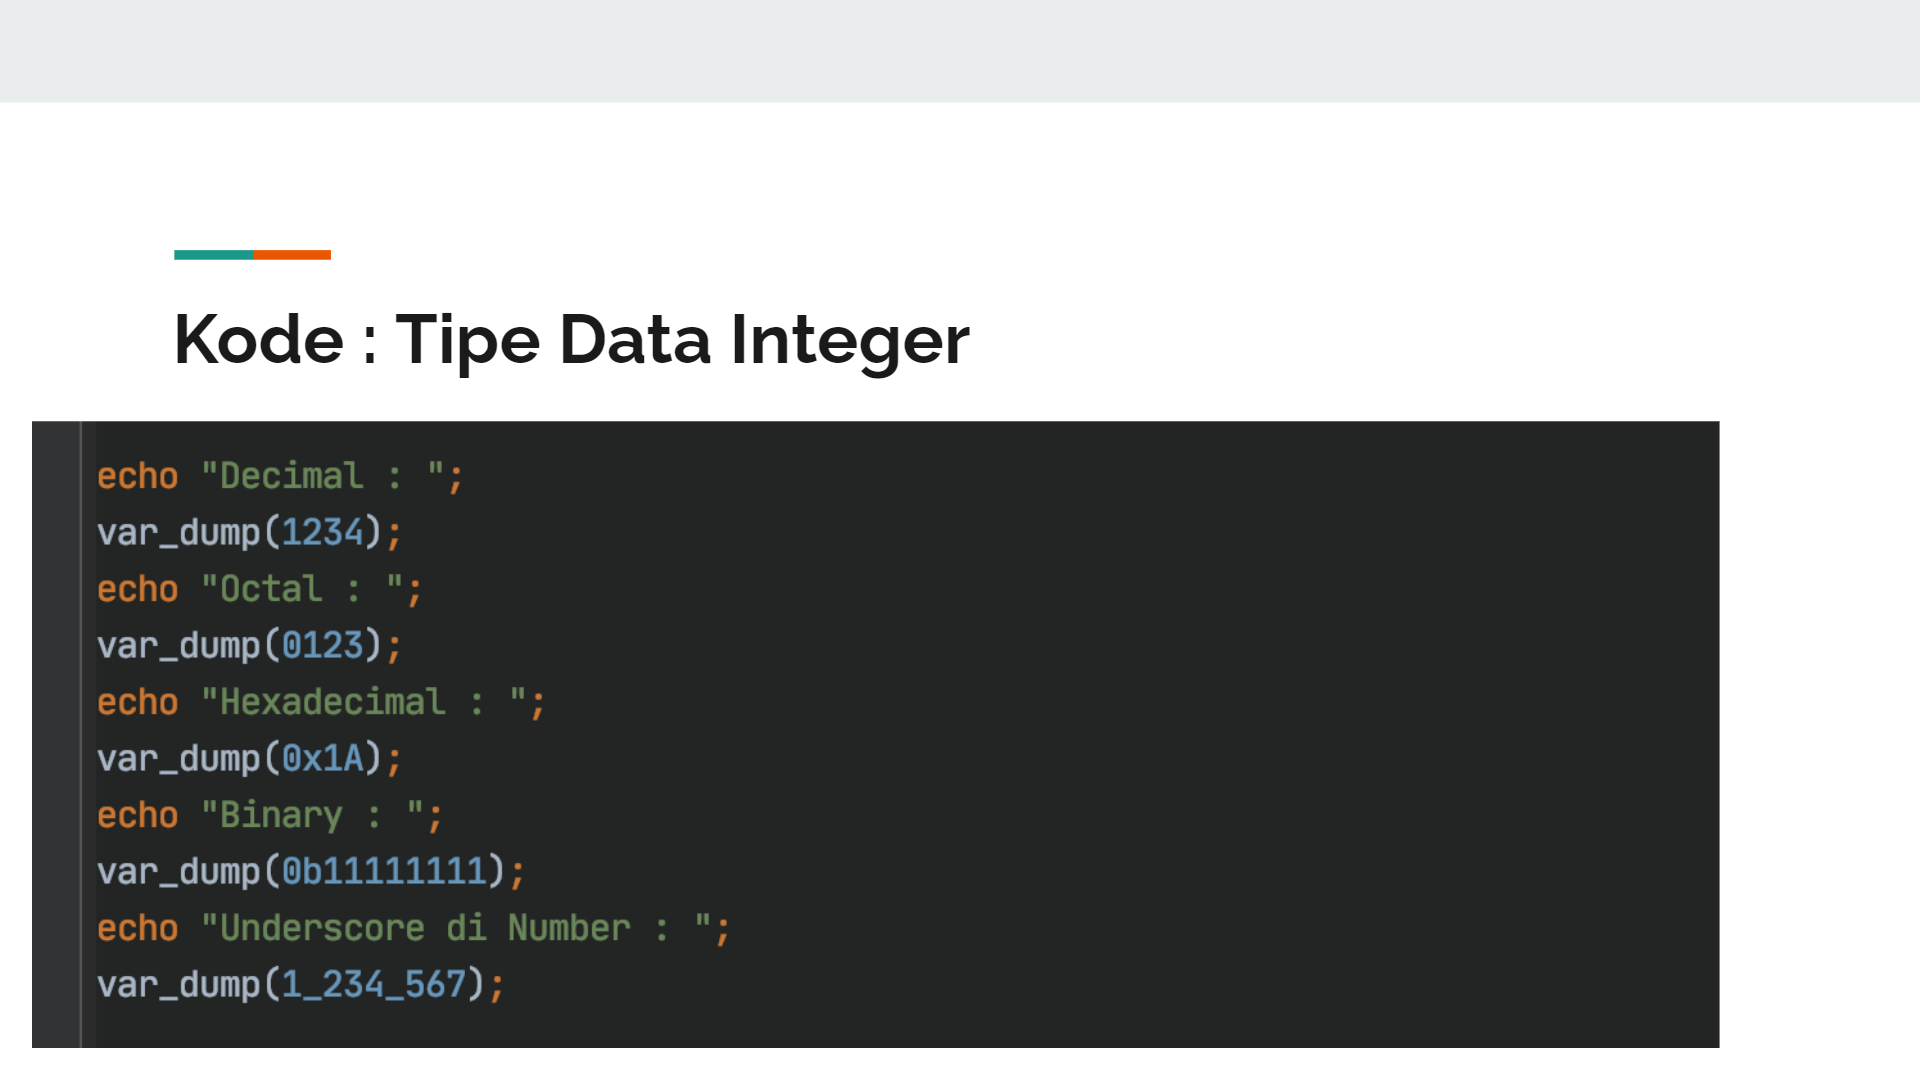 Kode : Tipe Data Integer
echo "Decimal : ";
var_dump(1234);
echo "Octal : ";
var_dump(0123);
echo "Hexadecimal : ";
var_dump(0x1A);
echo "Binary : ";
var_dump(0b11111111);
echo "Underscore di Number : ";
var_dump(1_234_567);